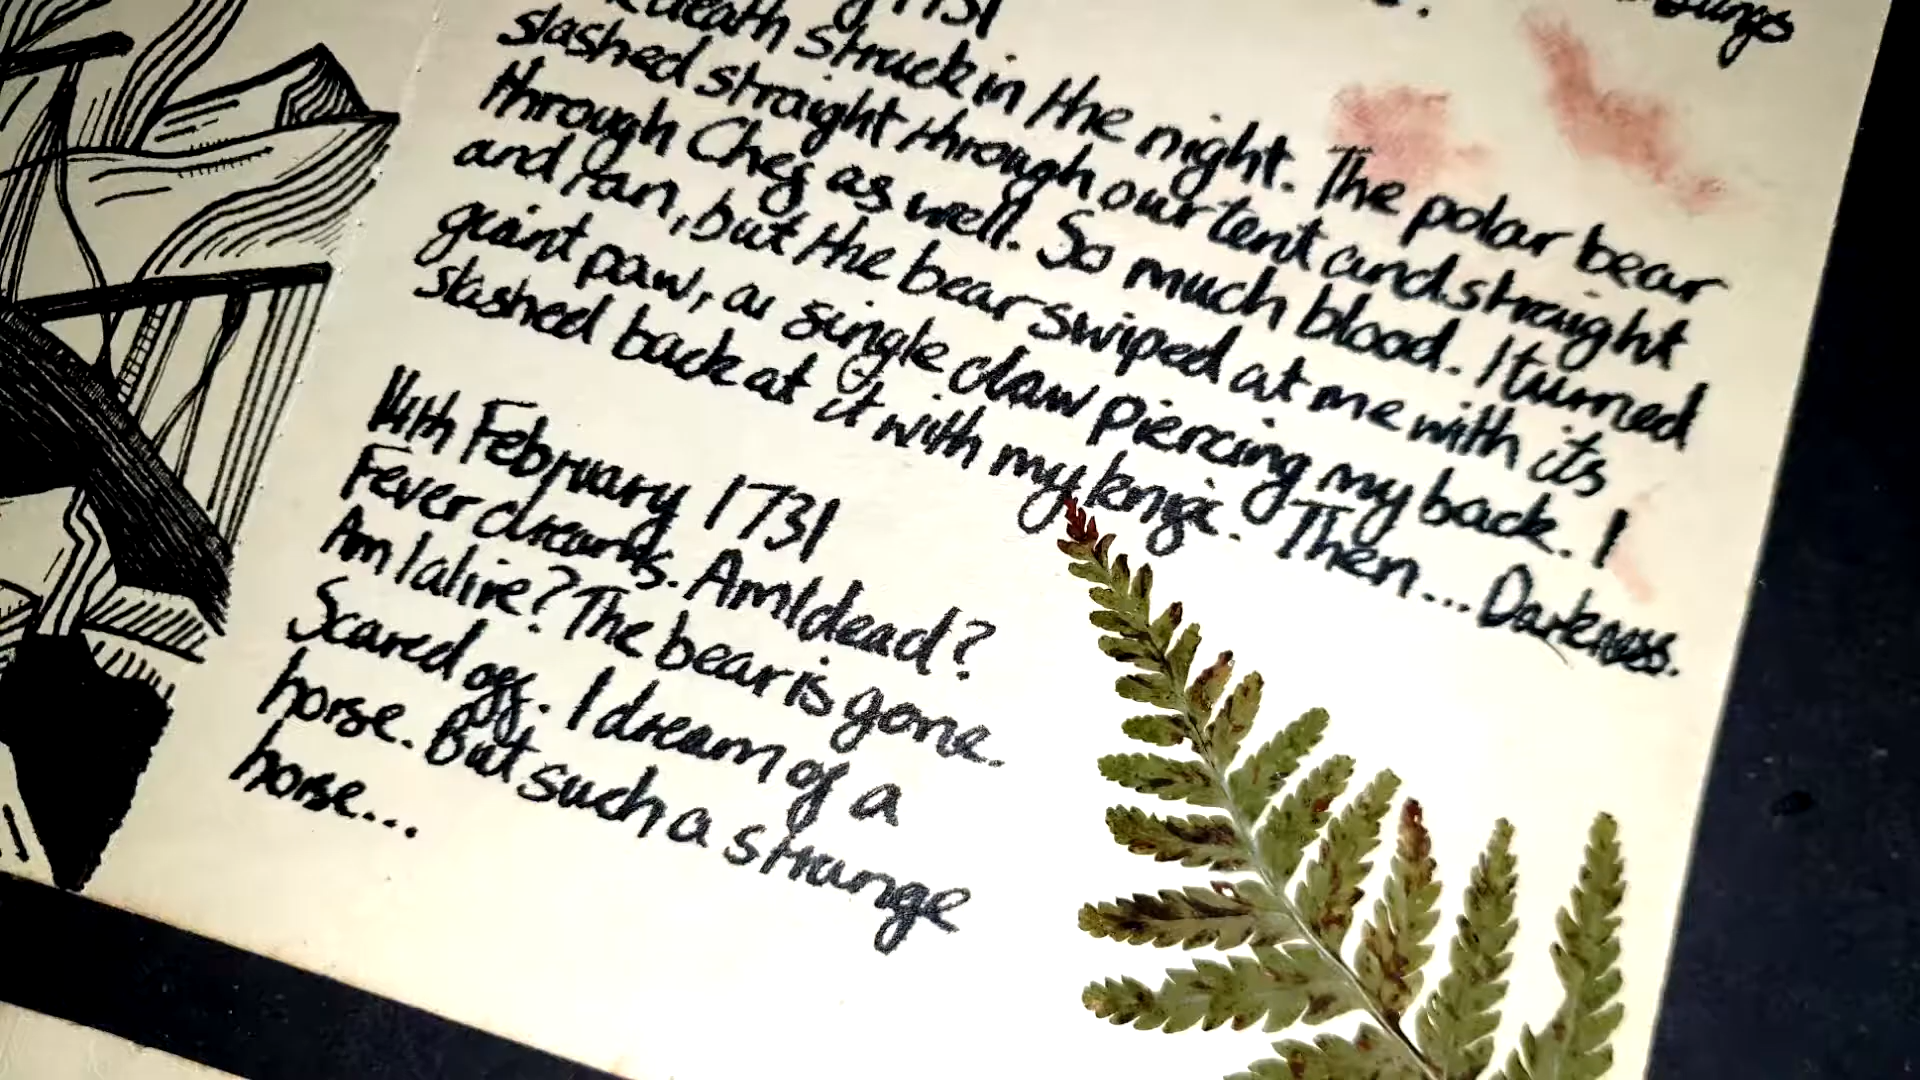 1731
death struck in the night. The polar bear
slashed straight through our tent and straight
through Cheg as well. So much blood. I turned
and ran, but the bear swiped at me with its
giant paw, a single claw piercing my back. I
slashed back at it with my knife. Then... Darkness.
14th February 1731
Fever dreams. Am I dead?
Am I alive? The bear is gone.
Scared off. I dream of a
horse. But such a strange
horse...